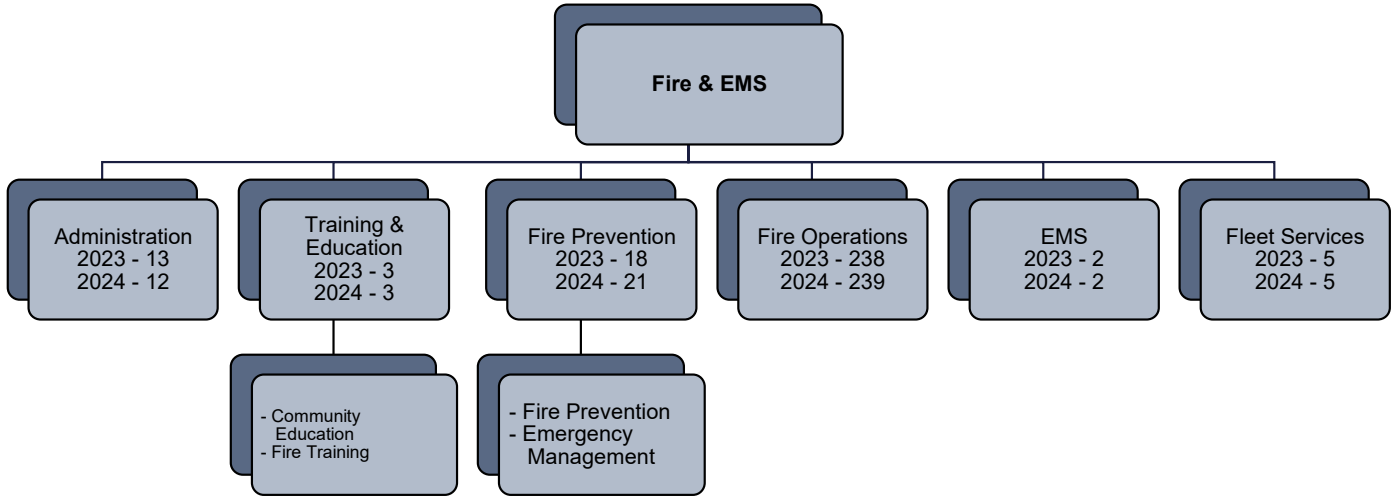 Fire & EMS
Administration
2023 - 13
2024 - 12
Training &
Education
2023 - 3
2024 - 3
Fire Prevention
2023 - 18
2024 - 21
Fire Operations
2023 - 238
2024 - 239
EMS
2023 - 2
2024 - 2
Fleet Services
2023 - 5
2024 - 5
- Community
Education
- Fire Training
- Fire Prevention
- Emergency
Management